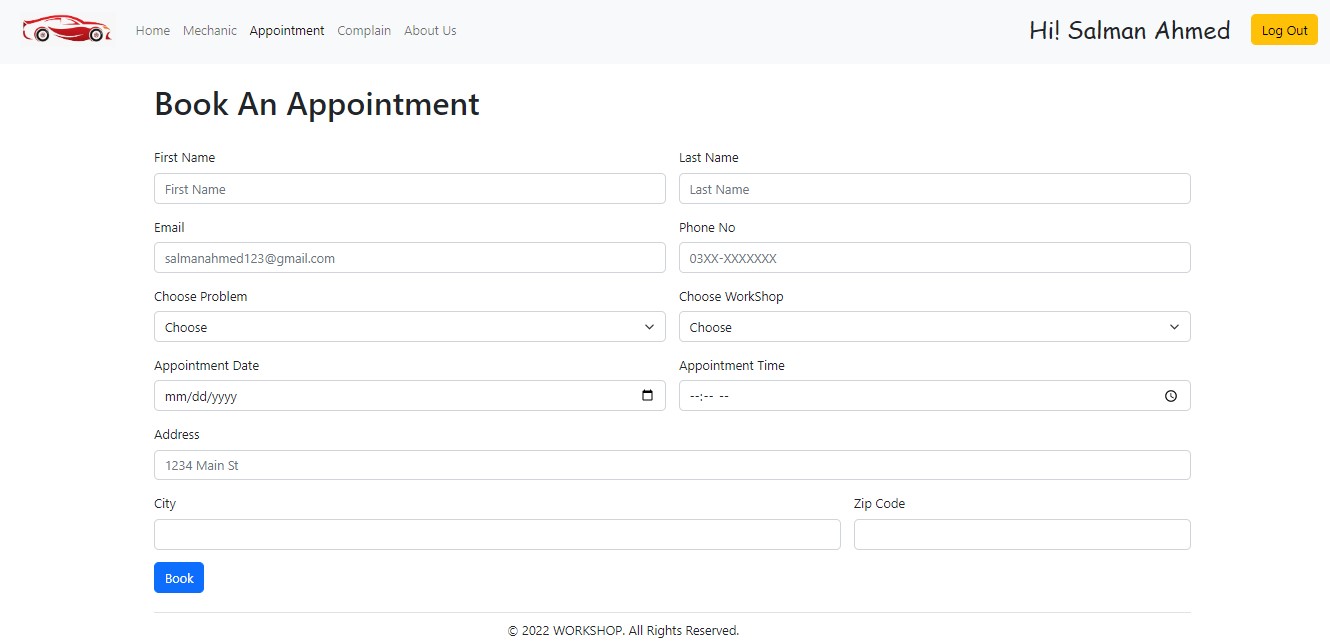 Home Mechanic Appointment Complain About Us Hi! Salman Ahmed Log Out
Book An Appointment
First Name Last Name
First Name Last Name
Email Phone No
salmanahmed123@gmail.com 03XX-XXXXXXX
Choose Problem Choose WorkShop
Choose Choose
Appointment Date Appointment Time
mm/dd/yyyy --:-- --
Address
1234 Main St
City Zip Code
Book
© 2022 WORKSHOP. All Rights Reserved.